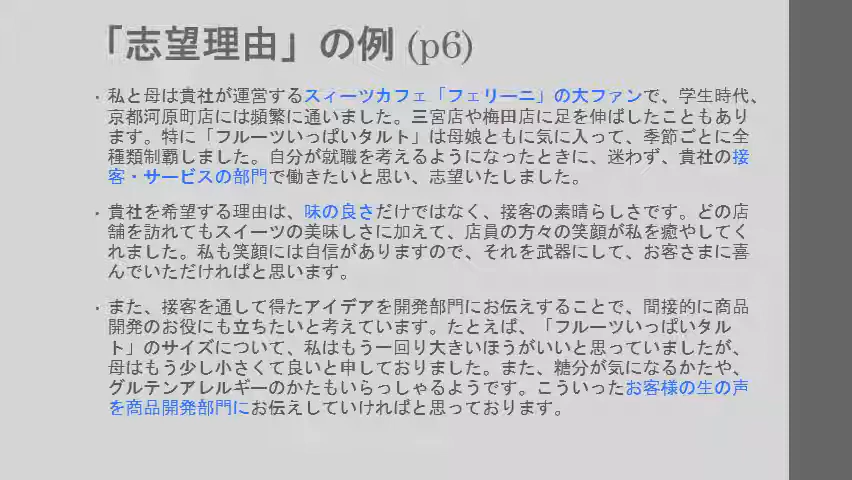 「志望理由」の例 (p6)
・私と母は貴社が運営するスィーツカフェ「フェリーニ」の大ファンで、学生時代、
京都河原町店には頻繁に通いました。三宮店や梅田店に足を伸ばしたこともあり
ます。特に「フルーツいっぱいタルト」は母娘ともに気に入って、季節ごとに全
種類制覇しました。自分が就職を考えるようになったときに、迷わず、貴社の接
客・サービスの部門で働きたいと思い、志望いたしました。
・貴社を希望する理由は、味の良さだけではなく、接客の素晴らしさです。どの店
舗を訪れてもスイーツの美味しさに加えて、店員の方々の笑顔が私を癒やしてく
れました。私も笑顔には自信がありますので、それを武器にして、お客さまに喜
んでいただければと思います。
・また、接客を通して得たアイデアを開発部門にお伝えすることで、間接的に商品
開発のお役にも立ちたいと考えています。たとえば、「フルーツいっぱいタル
ト」のサイズについて、私はもう一回り大きいほうがいいと思っていましたが、
母はもう少し小さくて良いと申しておりました。また、糖分が気になるかたや、
グルテンアレルギーのかたもいらっしゃるようです。こういったお客様の生の声
を商品開発部門にお伝えしていければと思っております。